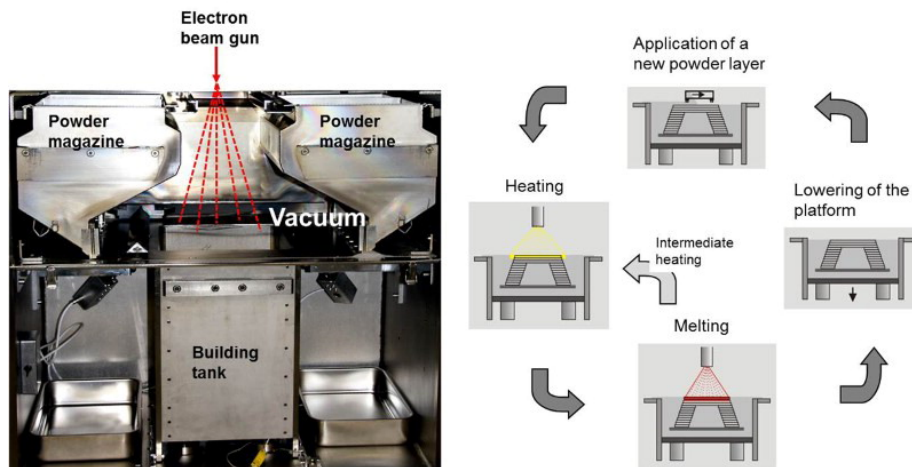 Electron
beam gun
Powder
magazine
Powder
magazine
Vacuum
Building
tank
Application of a
new powder layer
Heating
Lowering of the
platform
Intermediate
heating
Melting